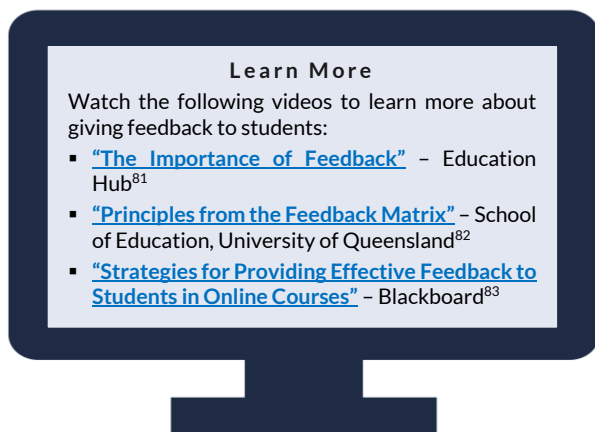 Learn More
Watch the following videos to learn more about
giving feedback to students:
▪ “The Importance of Feedback” – Education
Hub⁸¹
▪ “Principles from the Feedback Matrix” – School
of Education, University of Queensland⁸²
▪ “Strategies for Providing Effective Feedback to
Students in Online Courses” – Blackboard⁸³